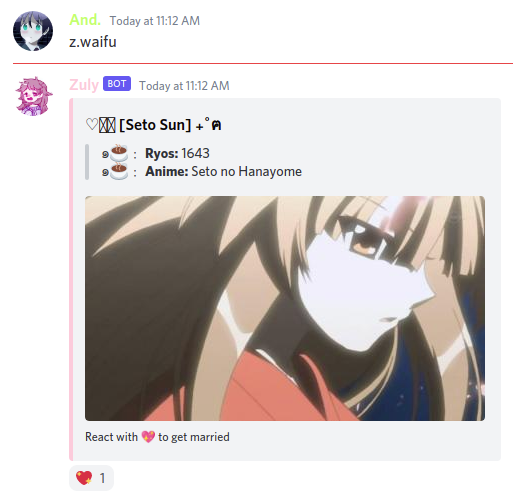 And. Today at 11:12 AM
z.waifu
Zuly BOT Today at 11:12 AM
♡ [Seto Sun] ₊˚ฅ
๑☕ : Ryos: 1643
๑☕ : Anime: Seto no Hanayome
React with 💖 to get married
💖 1